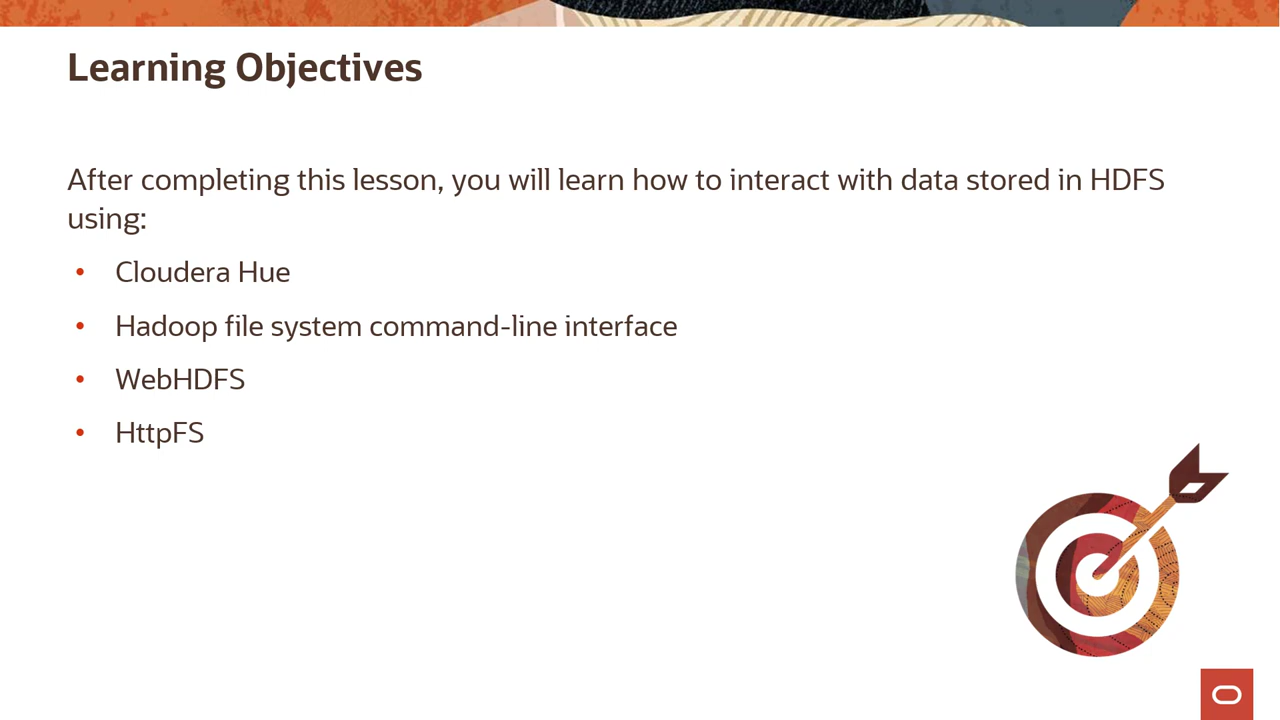 Learning Objectives
After completing this lesson, you will learn how to interact with data stored in HDFS
using:
• Cloudera Hue
• Hadoop file system command-line interface
• WebHDFS
• HttpFS